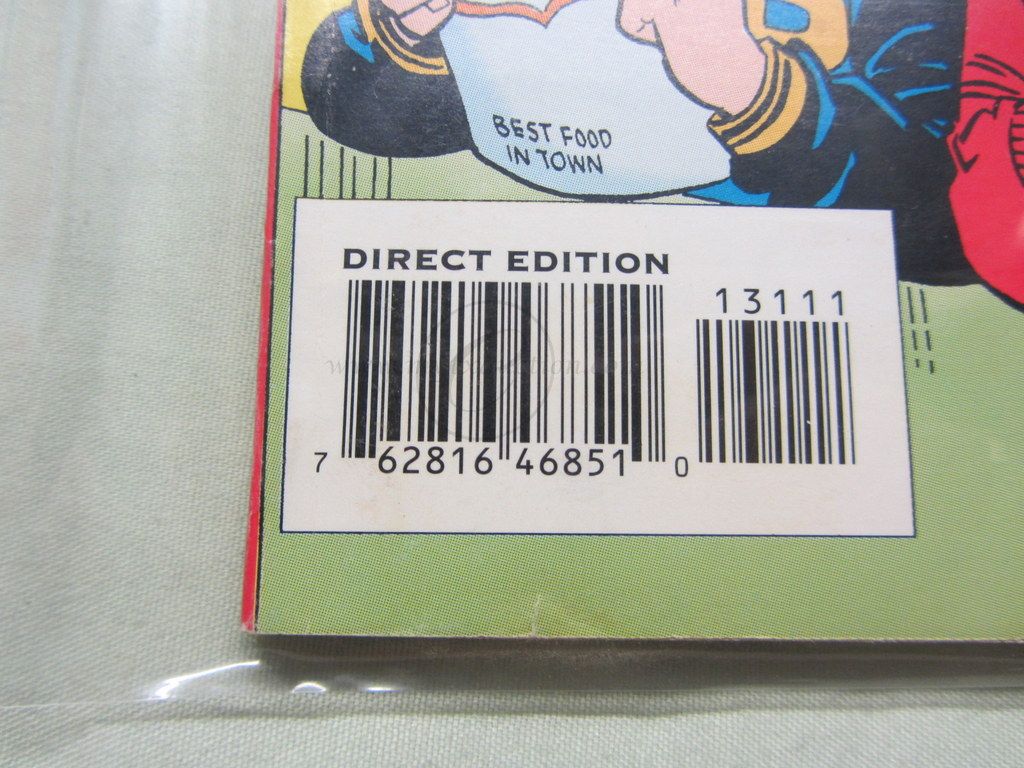 BEST FOOD
IN TOWN
DIRECT EDITION
13111
7 62816 46851 0